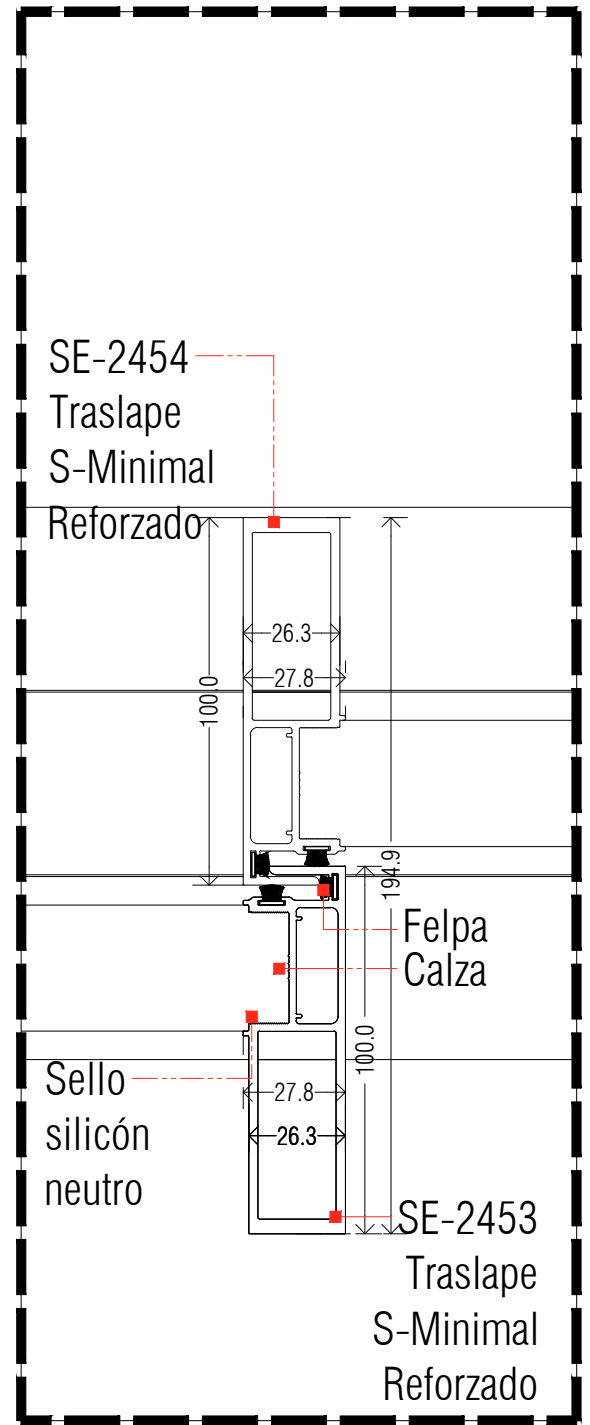 SE-2454
Traslape
S-Minimal
Reforzado
26.3
27.8
100.0
194.9
Felpa
Calza
100.0
Sello
silicón
neutro
27.8
26.3
SE-2453
Traslape
S-Minimal
Reforzado